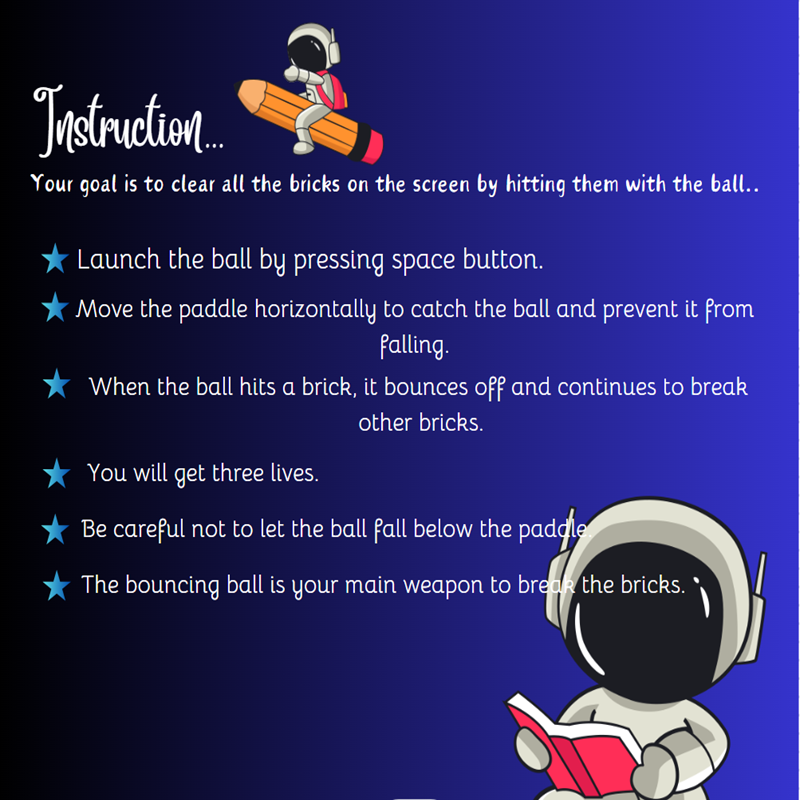 Instruction...
Your goal is to clear all the bricks on the screen by hitting them with the ball..
Launch the ball by pressing space button.
Move the paddle horizontally to catch the ball and prevent it from
falling.
When the ball hits a brick, it bounces off and continues to break
other bricks.
You will get three lives.
Be careful not to let the ball fall below the paddle.
The bouncing ball is your main weapon to break the bricks.